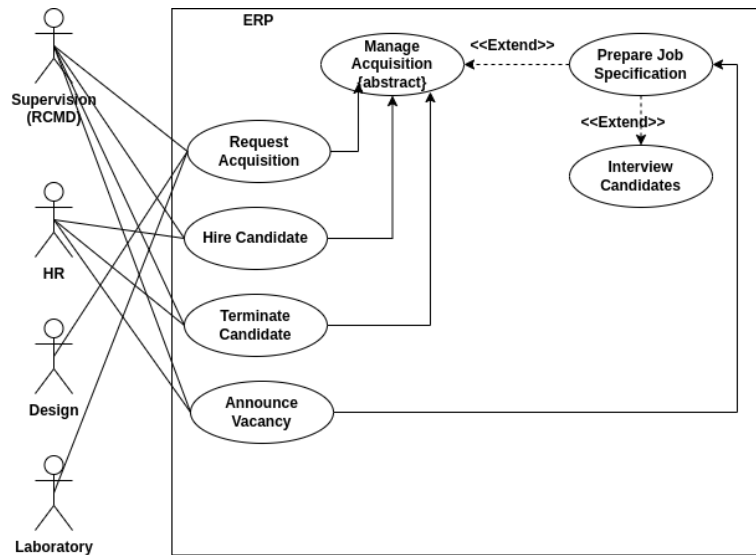 ERP
Supervision
(RCMD)
HR
Design
Laboratory
Manage
Acquisition
{abstract}
<<Extend>>
Prepare Job
Specification
<<Extend>>
Interview
Candidates
Request
Acquisition
Hire Candidate
Terminate
Candidate
Announce
Vacancy